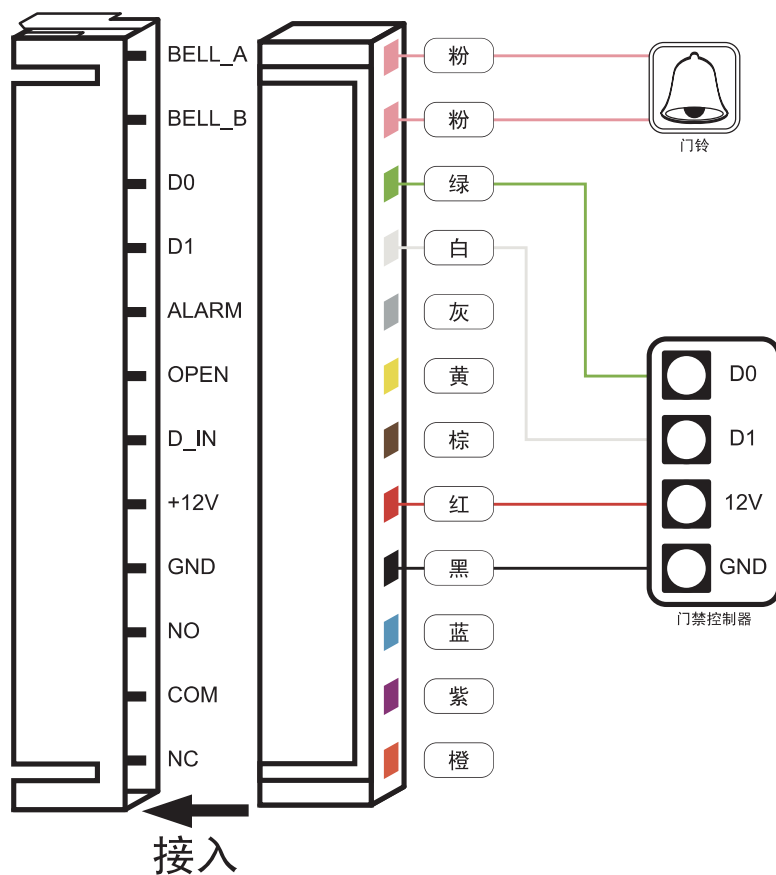 BELL_A
粉
BELL_B
粉
门铃
D0
绿
D1
白
ALARM
灰
OPEN
黄
D0
D_IN
棕
D1
+12V
红
12V
GND
黑
GND
门禁控制器
NO
蓝
COM
紫
NC
橙
接入